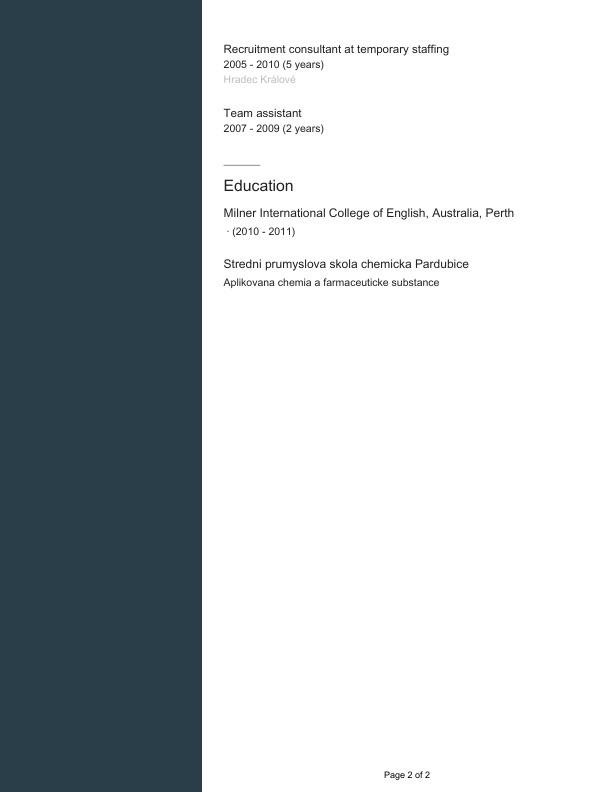 Recruitment consultant at temporary staffing
2005 - 2010 (5 years)
Hradec Králové
Team assistant
2007 - 2009 (2 years)
Education
Milner International College of English, Australia, Perth
· (2010 - 2011)
Stredni prumyslova skola chemicka Pardubice
Aplikovana chemia a farmaceuticke substance
Page 2 of 2